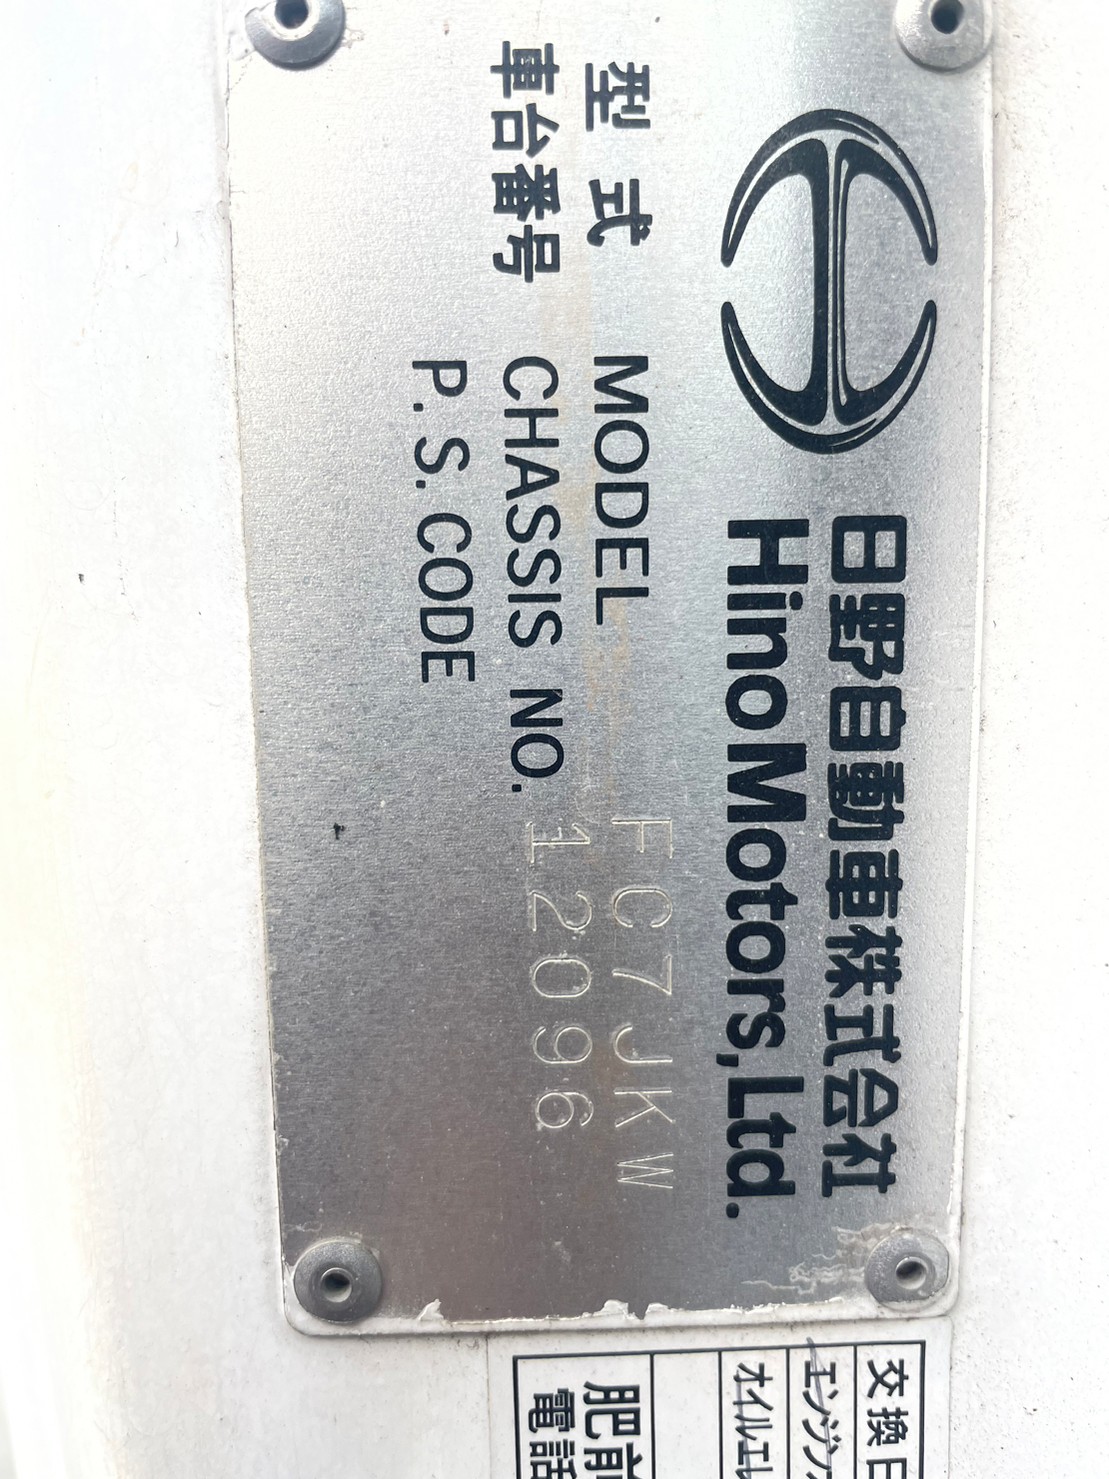 日野自動車株式会社
Hino Motors, Ltd.
型式 MODEL FC7JKW
車台番号 CHASSIS NO. 12096
P.S. CODE
交換日
エンジン
オイルエレ
肥前
電話